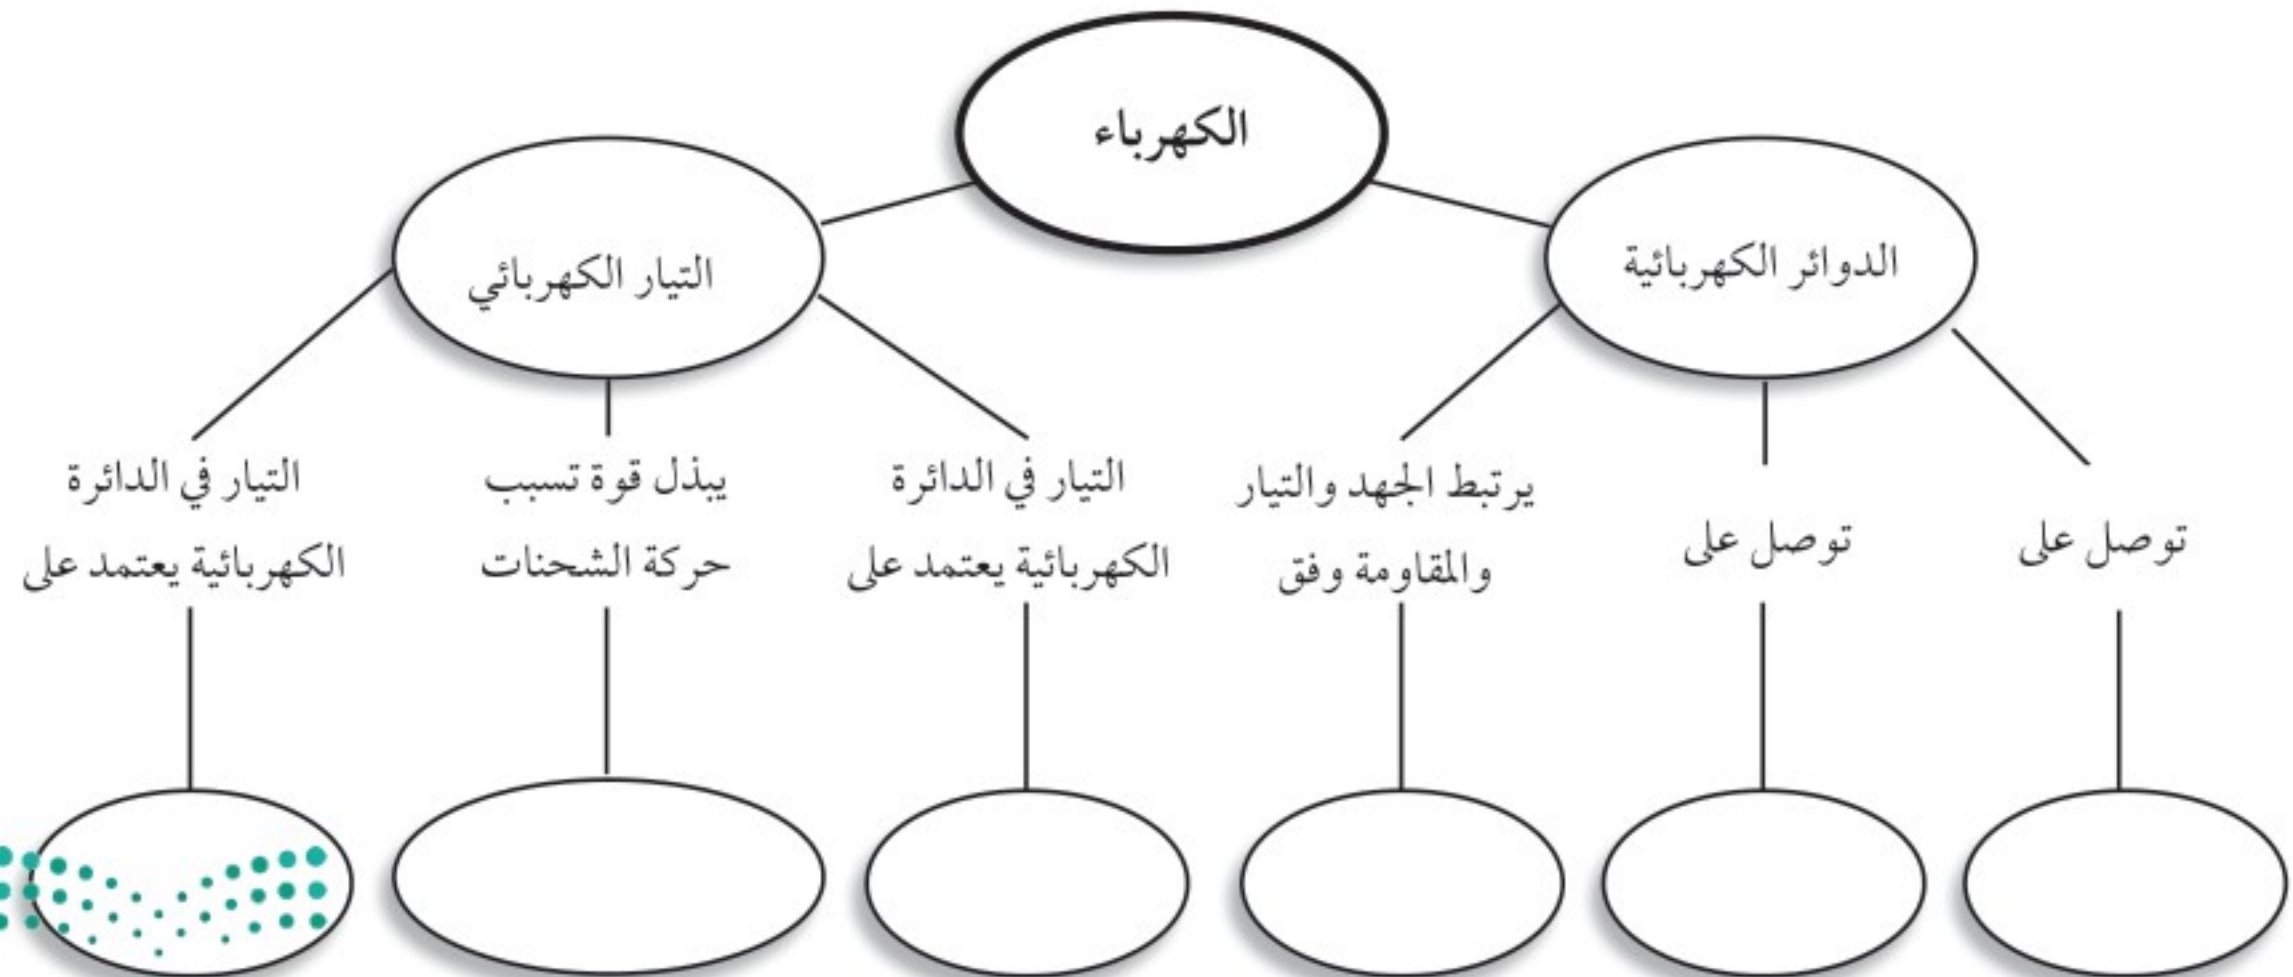 الكهرباء
الدوائر الكهربائية
التيار الكهربائي
توصل على
توصل على
يرتبط الجهد والتيار
والمقاومة وفق
التيار في الدائرة
الكهربائية يعتمد على
يبذل قوة تسبب
حركة الشحنات
التيار في الدائرة
الكهربائية يعتمد على